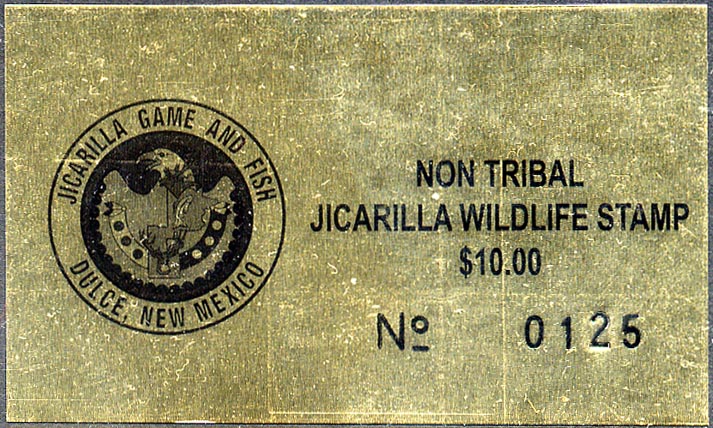 JICARILLA GAME AND FISH
DULCE, NEW MEXICO
NON TRIBAL
JICARILLA WILDLIFE STAMP
$10.00
Nº 0125